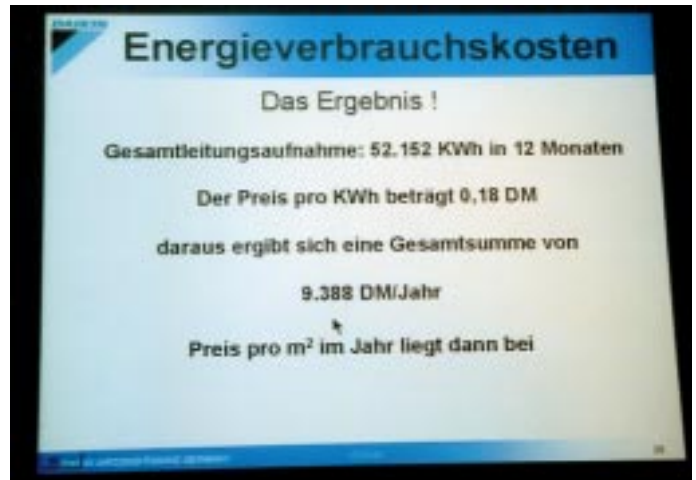 Energieverbrauchskosten
Das Ergebnis !
Gesamtleitungsaufnahme: 52.152 KWh in 12 Monaten
Der Preis pro KWh beträgt 0,18 DM
daraus ergibt sich eine Gesamtsumme von
9.388 DM/Jahr
Preis pro m² im Jahr liegt dann bei